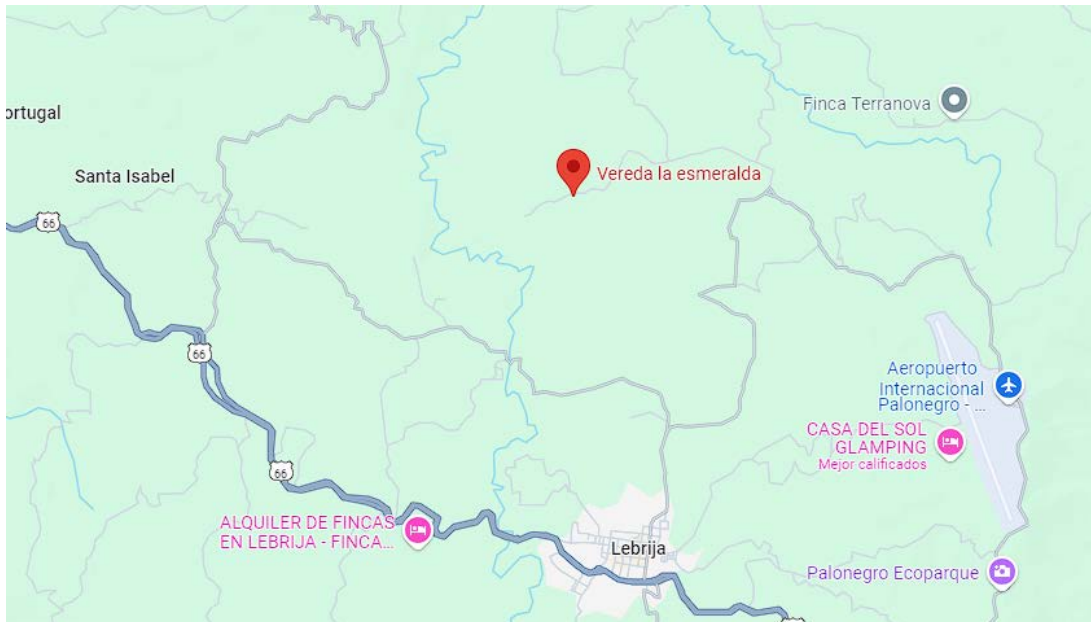 Finca Terranova
ortugal
Santa Isabel
Vereda la esmeralda
66
66
66
Aeropuerto
Internacional
Palonegro - ...
CASA DEL SOL
GLAMPING
Mejor calificados
ALQUILER DE FINCAS
EN LEBRIJA - FINCA...
Lebrija
Palonegro Ecoparque